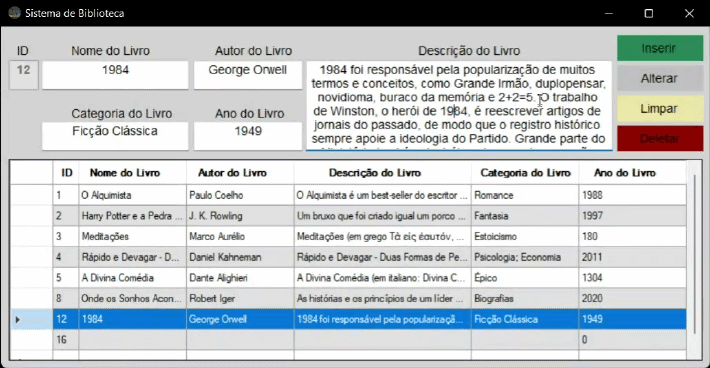 Sistema de Biblioteca
ID Nome do Livro Autor do Livro Descrição do Livro Inserir
12 1984 George Orwell
1984 foi responsável pela popularização de muitos
termos e conceitos, como Grande Irmão, duplopensar,
novidioma, buraco da memória e 2+2=5. O trabalho
de Winston, o herói de 1984, é reescrever artigos de
jornais do passado, de modo que o registro histórico
sempre apoie a ideologia do Partido. Grande parte do
Alterar
Limpar
Deletar
Categoria do Livro Ano do Livro
Ficção Clássica 1949
ID Nome do Livro Autor do Livro Descrição do Livro Categoria do Livro Ano do Livro
1 O Alquimista Paulo Coelho O Alquimista é um best-seller do escritor ... Romance 1988
2 Harry Potter e a Pedra ... J. K. Rowling Um bruxo que foi criado igual um porco ... Fantasia 1997
3 Meditações Marco Aurélio Meditações (em grego Τὰ εἰς ἑαυτόν, ... Estoicismo 180
4 Rápido e Devagar - D... Daniel Kahneman Rápido e Devagar - Duas Formas de Pe... Psicologia; Economia 2011
5 A Divina Comédia Dante Alighieri A Divina Comédia (em italiano: Divina C... Épico 1304
8 Onde os Sonhos Acon... Robert Iger As histórias e os princípios de um líder ... Biografias 2020
12 1984 George Orwell 1984 foi responsável pela popularizaçã... Ficção Clássica 1949
16 0